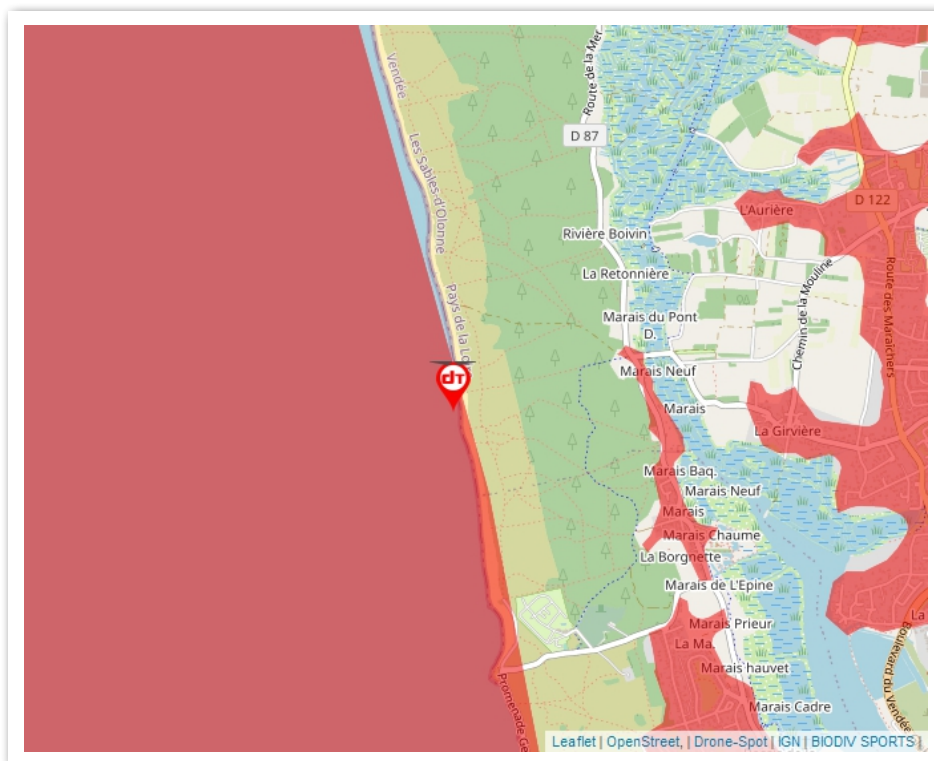 Vendée
Les Sables-d'Olonne
Pays de la Lo
Route de la Mer
D 87
D 122
L'Aurière
Rivière Boivin
La Retonnière
Chemin de la Mouline
Route des Maraîchers
Marais du Pont
D.
dT
Marais Neuf
Marais
La Girvière
Marais Baq.
Marais Neuf
Marais
Marais Chaume
La Borgnette
Marais de L'Epine
Marais Prieur
La Ma.
La
Marais hauvet
Marais Cadre
Boulevard du Vendée
Promenade Ge
Leaflet | OpenStreet, | Drone-Spot | IGN | BIODIV SPORTS |